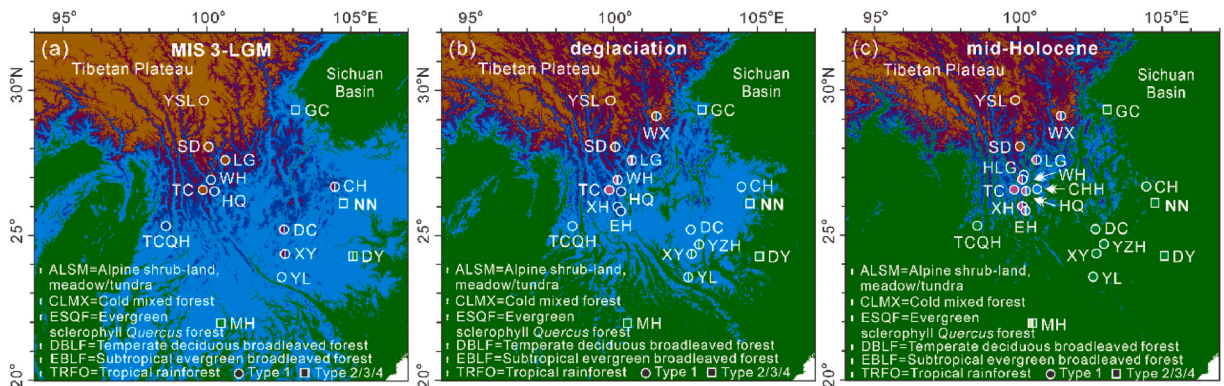 95° 100° 105°E 95° 100° 105°E 95° 100° 105°E
(a) MIS 3-LGM
Tibetan Plateau
Sichuan
Basin
30°N
25°
20°N
YSL
GC
SD
LG
WH
TC
HQ
CH
NN
TCQH
DC
XY
DY
YL
MH
ALSM=Alpine shrub-land,
meadow/tundra
CLMX=Cold mixed forest
ESQF=Evergreen
sclerophyll Quercus forest
DBLF=Temperate deciduous broadleaved forest
EBLF=Subtropical evergreen broadleaved forest
TRFO=Tropical rainforest Type 1 Type 2/3/4
(b) deglaciation
Tibetan Plateau
Sichuan
Basin
30°N
25°
20°N
YSL
GC
WX
SD
LG
WH
TC
HQ
CH
NN
XH
EH
TCQH
DC
YZH
XY
DY
YL
MH
ALSM=Alpine shrub-land,
meadow/tundra
CLMX=Cold mixed forest
ESQF=Evergreen
sclerophyll Quercus forest
DBLF=Temperate deciduous broadleaved forest
EBLF=Subtropical evergreen broadleaved forest
TRFO=Tropical rainforest Type 1 Type 2/3/4
(c) mid-Holocene
Tibetan Plateau
Sichuan
Basin
30°N
25°
20°N
YSL
GC
WX
SD
LG
HLG
WH
TC
CHH
CH
NN
XH
HQ
EH
TCQH
DC
YZH
XY
DY
YL
MH
ALSM=Alpine shrub-land,
meadow/tundra
CLMX=Cold mixed forest
ESQF=Evergreen
sclerophyll Quercus forest
DBLF=Temperate deciduous broadleaved forest
EBLF=Subtropical evergreen broadleaved forest
TRFO=Tropical rainforest Type 1 Type 2/3/4